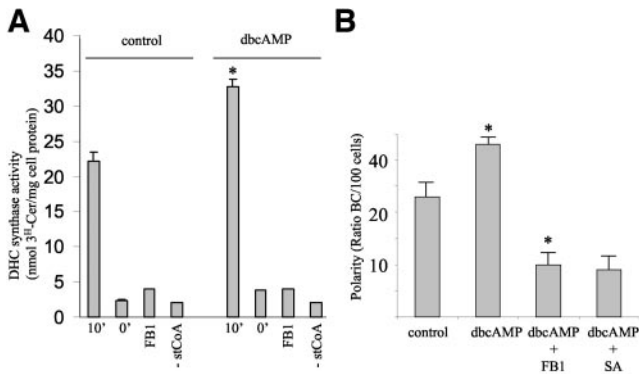 A
control
dbcAMP
DHC synthase activity
(nmol 3H-Cer/mg cell protein)
40
35
30
25
20
15
10
5
0
*
10’
0’
FB1
- stCoA
10’
0’
FB1
- stCoA
B
Polarity (Ratio BC/100 cells)
40
20
10
*
*
control
dbcAMP
dbcAMP
+
FB1
dbcAMP
+
SA